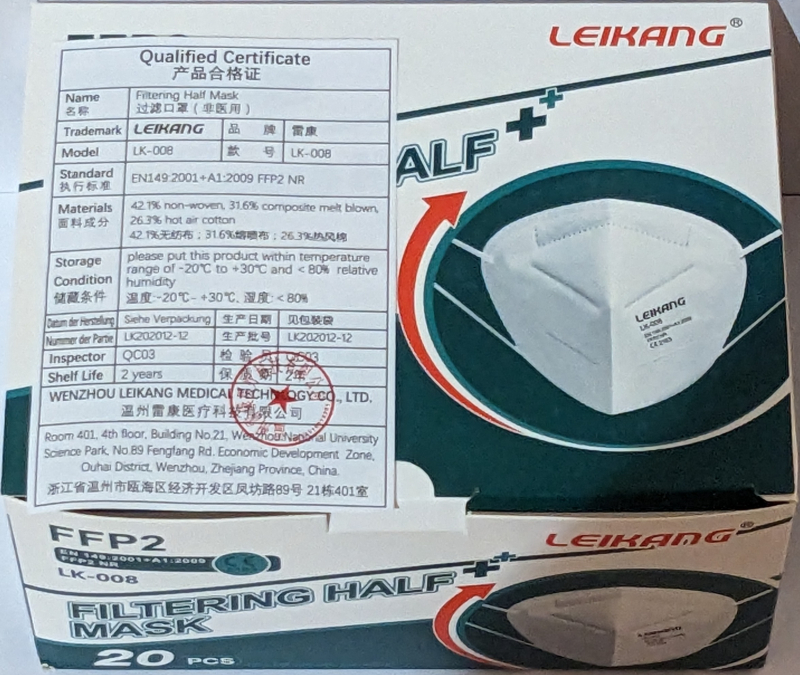 LEIKANG®
Qualified Certificate
产品合格证
Name
名称
Filtering Half Mask
过滤口罩（非医用）
Trademark LEIKANG 品 牌 雷康
Model LK-008 款 号 LK-008
Standard
执行标准
EN149:2001+A1:2009 FFP2 NR
Materials
面料成分
42.1% non-woven, 31.6% composite melt blown,
26.3% hot air cotton
42.1%无纺布；31.6%熔喷布；26.3%热风棉
Storage
Condition
储藏条件
please put this product within temperature
range of -20℃ to +30℃ and < 80% relative
humidity
温度:-20℃~ +30℃, 湿度: < 80%
Datum der Herstellung Siehe Verpackung 生产日期 见包装袋
Nummer der Partie LK202012-12 生产批号 LK202012-12
Inspector QC03 检 验 员 QC03
Shelf Life 2 years 保 质 期 2年
WENZHOU LEIKANG MEDICAL TECHNOLOGY CO., LTD.
温州雷康医疗科技有限公司
Room 401, 4th floor, Building No.21, Wenzhou National University
Science Park, No.89 Fengfang Rd. Economic Development Zone,
Ouhai District, Wenzhou, Zhejiang Province, China.
浙江省温州市瓯海区经济开发区凤坊路89号 21栋401室
ALF++
LEIKANG
LK-008
CE 2163
FFP2
EN 149:2001+A1:2009
FFP2 NR
CE
LK-008
LEIKANG®
FILTERING HALF++
MASK
20 PCS